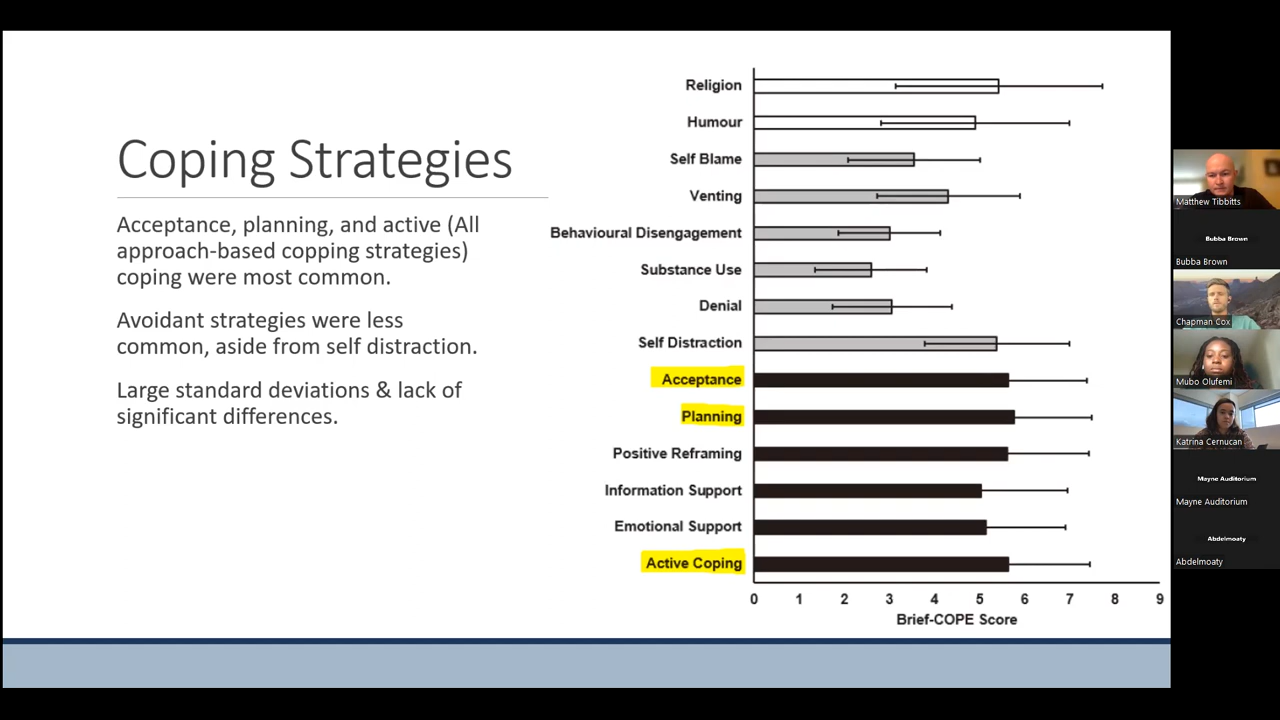 Coping Strategies
Acceptance, planning, and active (All
approach-based copping strategies)
coping were most common.
Avoidant strategies were less
common, aside from self distraction.
Large standard deviations & lack of
significant differences.
Religion
Humour
Self Blame
Venting
Behavioural Disengagement
Substance Use
Denial
Self Distraction
Acceptance
Planning
Positive Reframing
Information Support
Emotional Support
Active Coping
0 1 2 3 4 5 6 7 8 9
Brief-COPE Score
Matthew Tibbitts
Bubba Brown
Bubba Brown
Chapman Cox
Mubo Olufemi
Katrina Cernucan
Mayne Auditorium
Mayne Auditorium
Abdelmoaty
Abdelmoaty